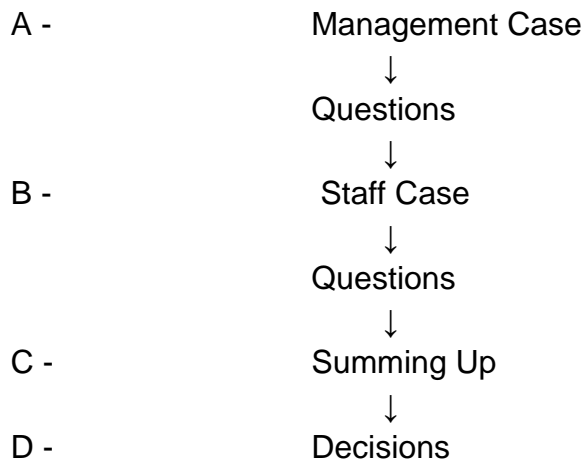 A - Management Case
↓
Questions
↓
B - Staff Case
↓
Questions
↓
C - Summing Up
↓
D - Decisions